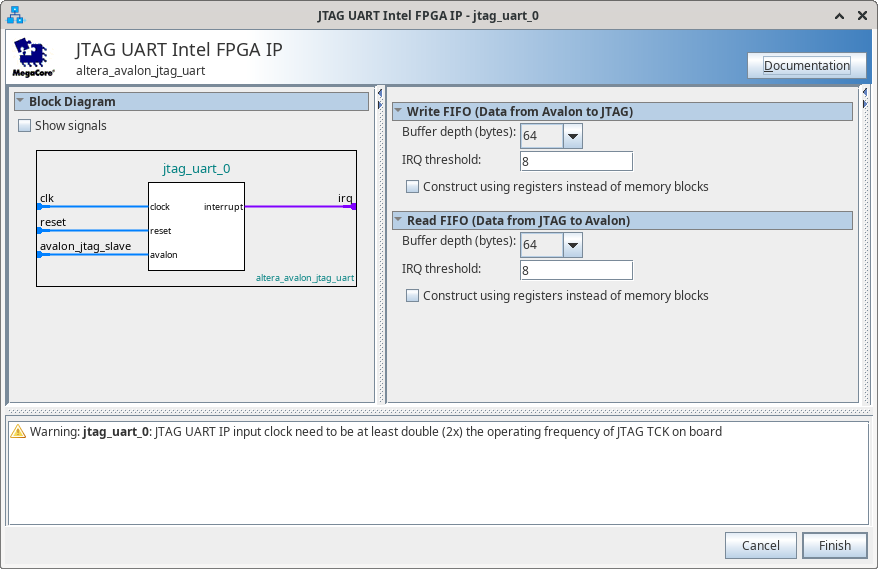 JTAG UART Intel FPGA IP - jtag_uart_0
JTAG UART Intel FPGA IP
altera_avalon_jtag_uart
MegaCore®
Documentation
Block Diagram
Show signals
jtag_uart_0
clk
irq
clock
interrupt
reset
reset
avalon_jtag_slave
avalon
altera_avalon_jtag_uart
Write FIFO (Data from Avalon to JTAG)
Buffer depth (bytes): 64
IRQ threshold: 8
Construct using registers instead of memory blocks
Read FIFO (Data from JTAG to Avalon)
Buffer depth (bytes): 64
IRQ threshold: 8
Construct using registers instead of memory blocks
Warning: jtag_uart_0: JTAG UART IP input clock need to be at least double (2x) the operating frequency of JTAG TCK on board
Cancel
Finish